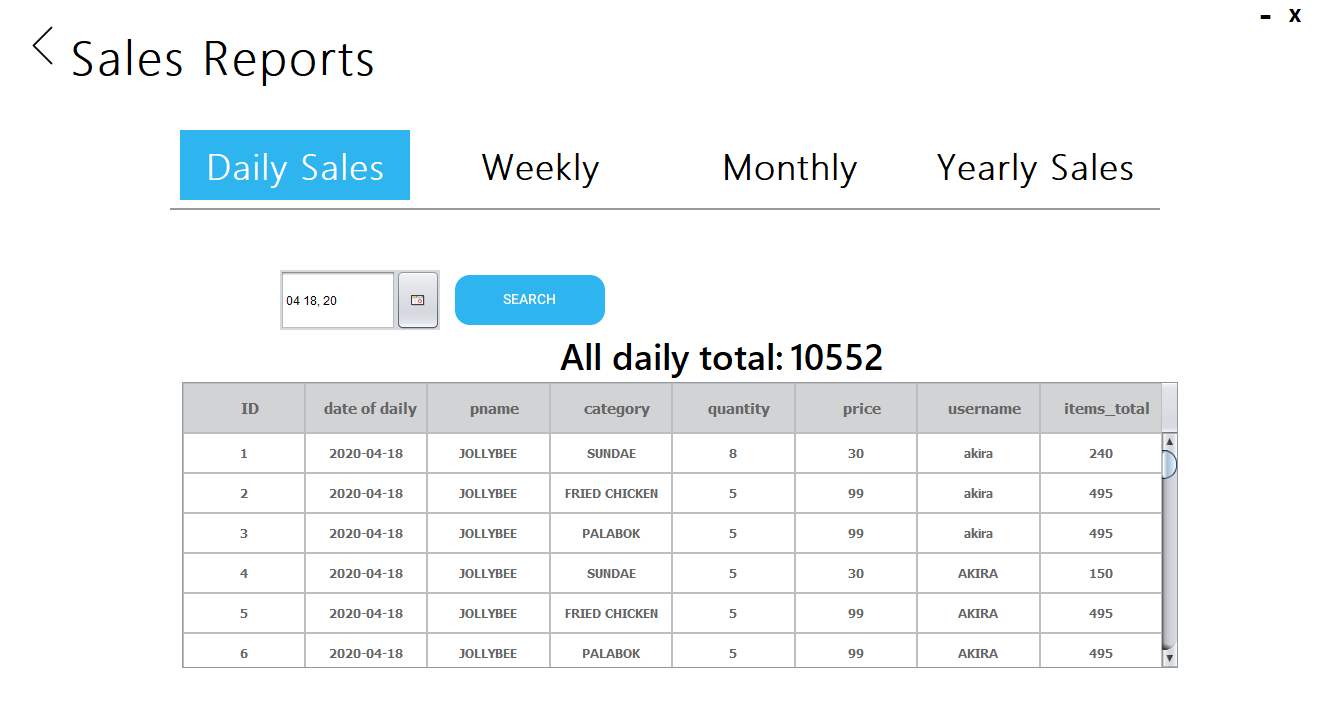 - x
Sales Reports
Daily Sales Weekly Monthly Yearly Sales
04 18, 20 SEARCH
All daily total: 10552
ID date of daily pname category quantity price username items_total
1 2020-04-18 JOLLYBEE SUNDAE 8 30 akira 240
2 2020-04-18 JOLLYBEE FRIED CHICKEN 5 99 akira 495
3 2020-04-18 JOLLYBEE PALABOK 5 99 akira 495
4 2020-04-18 JOLLYBEE SUNDAE 5 30 AKIRA 150
5 2020-04-18 JOLLYBEE FRIED CHICKEN 5 99 AKIRA 495
6 2020-04-18 JOLLYBEE PALABOK 5 99 AKIRA 495